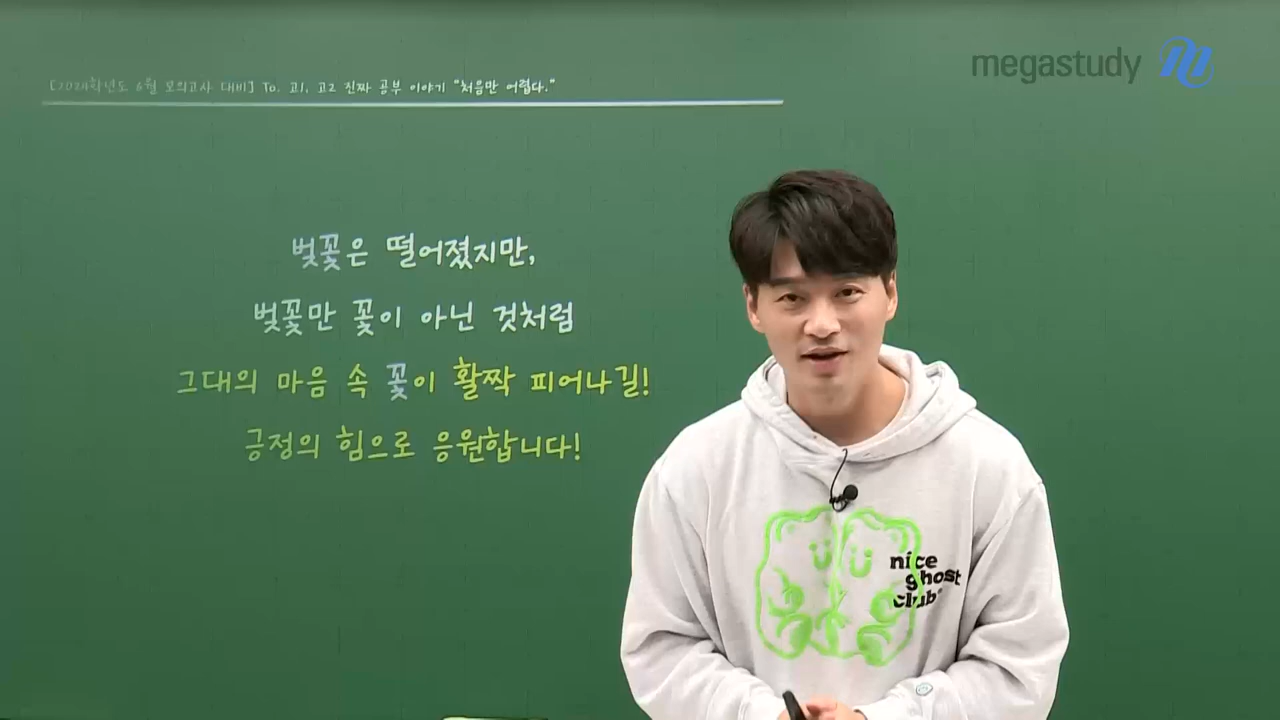 [2024학년도 6월 모의고사 대비] To. 고1, 고2 진짜 공부 이야기 "처음만 어렵다."
megastudy
벚꽃은 떨어졌지만,
벚꽃만 꽃이 아닌 것처럼
그대의 마음 속 꽃이 활짝 피어나길!
긍정의 힘으로 응원합니다!
nice
ghost
club